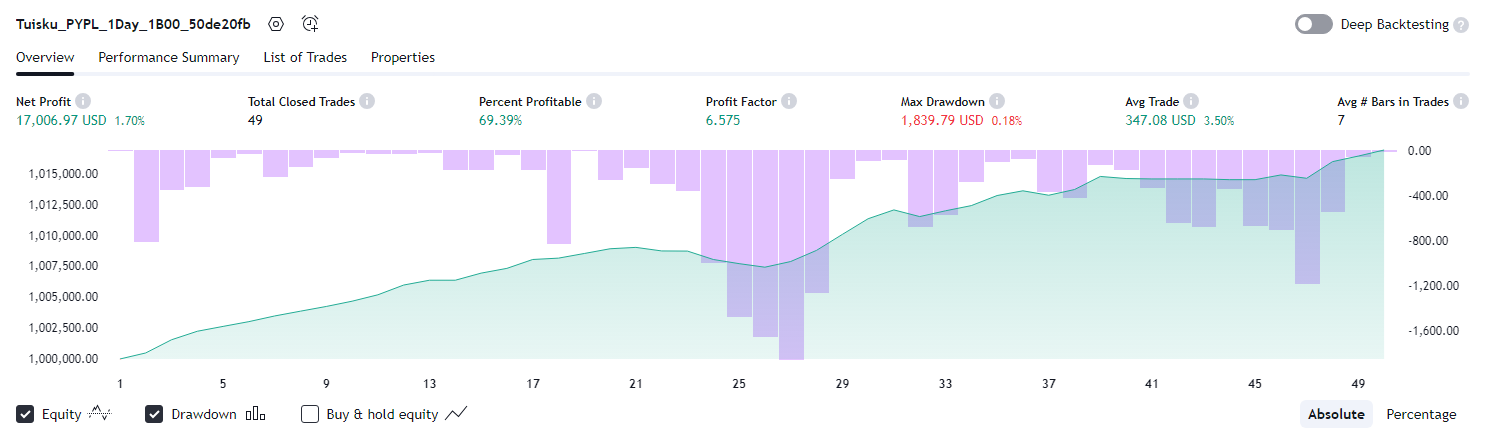 Tuisku_PYPL_1Day_1B00_50de20fb
Deep Backtesting ?
Overview Performance Summary List of Trades Properties
Net Profit i Total Closed Trades i Percent Profitable i Profit Factor i Max Drawdown i Avg Trade i Avg # Bars in Trades i
17,006.97 USD 1.70% 49 69.39% 6.575 1,839.79 USD 0.18% 347.08 USD 3.50% 7
0.00
1,015,000.00
-400.00
1,012,500.00
1,010,000.00 -800.00
1,007,500.00
-1,200.00
1,005,000.00
1,002,500.00 -1,600.00
1,000,000.00
1 5 9 13 17 21 25 29 33 37 41 45 49
Equity Drawdown Buy & hold equity Absolute Percentage